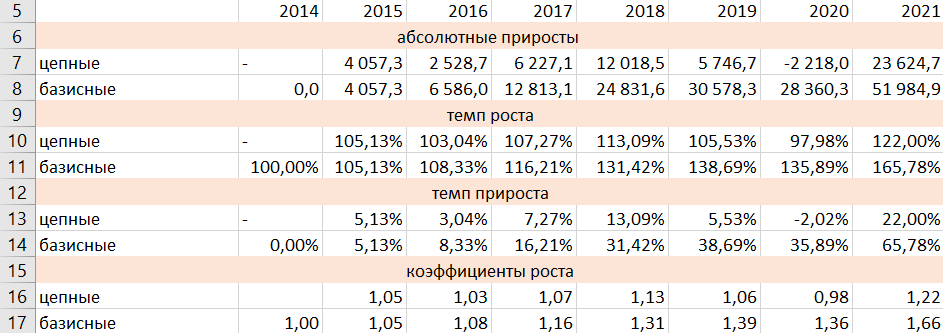 5 2014 2015 2016 2017 2018 2019 2020 2021
6 абсолютные приросты
7 цепные - 4 057,3 2 528,7 6 227,1 12 018,5 5 746,7 -2 218,0 23 624,7
8 базисные 0,0 4 057,3 6 586,0 12 813,1 24 831,6 30 578,3 28 360,3 51 984,9
9 темп роста
10 цепные - 105,13% 103,04% 107,27% 113,09% 105,53% 97,98% 122,00%
11 базисные 100,00% 105,13% 108,33% 116,21% 131,42% 138,69% 135,89% 165,78%
12 темп прироста
13 цепные - 5,13% 3,04% 7,27% 13,09% 5,53% -2,02% 22,00%
14 базисные 0,00% 5,13% 8,33% 16,21% 31,42% 38,69% 35,89% 65,78%
15 коэффициенты роста
16 цепные 1,05 1,03 1,07 1,13 1,06 0,98 1,22
17 базисные 1,00 1,05 1,08 1,16 1,31 1,39 1,36 1,66